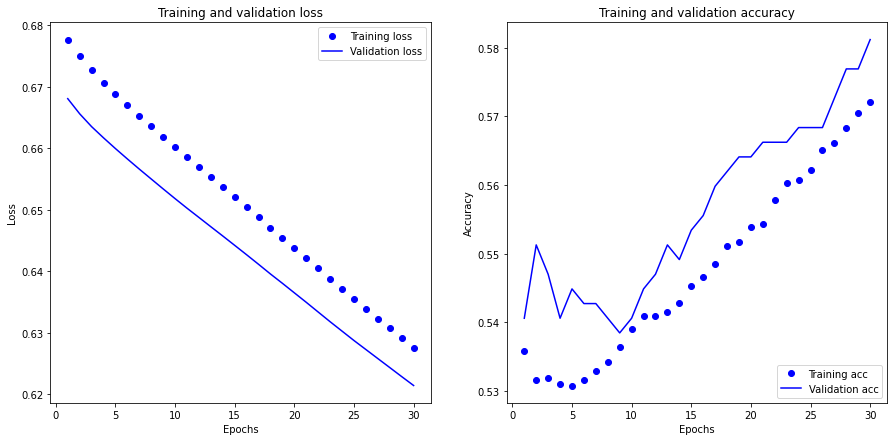 Training and validation loss
0.68
0.67
0.66
0.65
0.64
0.63
0.62
Loss
0
5
10
15
20
25
30
Epochs
Training loss
Validation loss
Training and validation accuracy
0.58
0.57
0.56
0.55
0.54
0.53
Accuracy
0
5
10
15
20
25
30
Epochs
Training acc
Validation acc